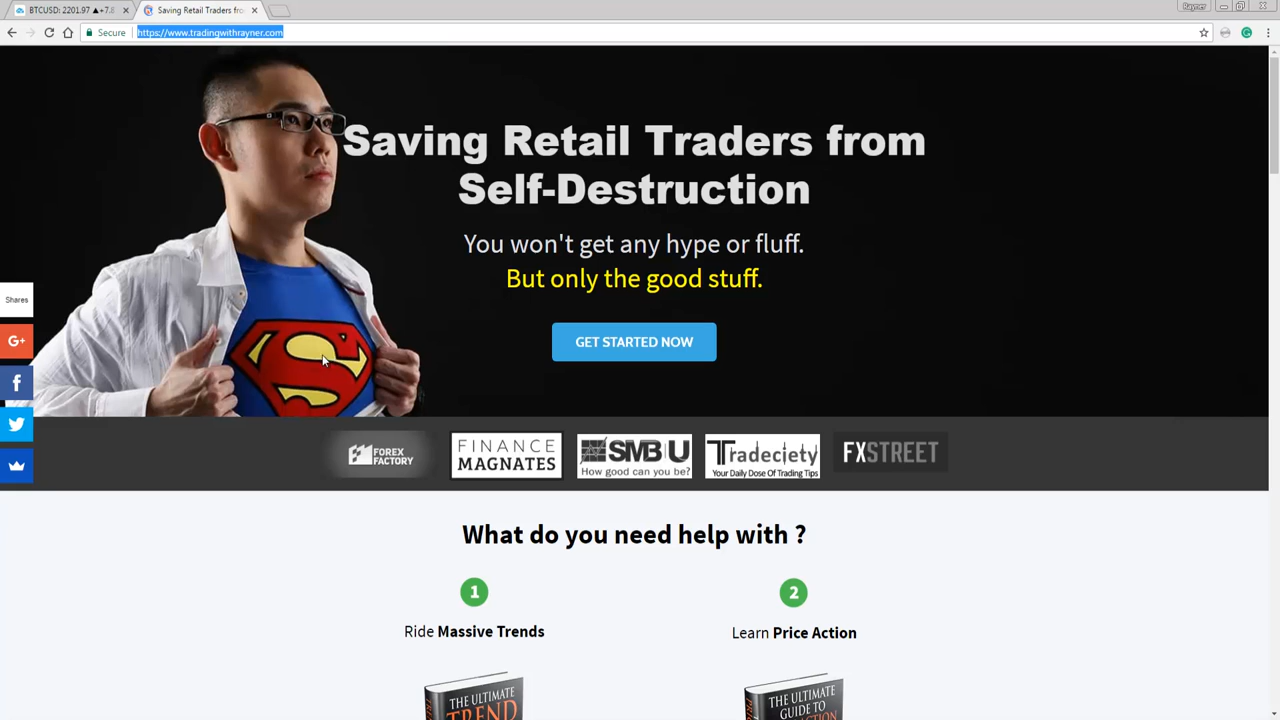 BTCUSD: 2201.97 ▲+7.8
Saving Retail Traders fro
Rayner
Secure
https://www.tradingwithrayner.com
Saving Retail Traders from
Self-Destruction
You won't get any hype or fluff.
But only the good stuff.
GET STARTED NOW
Shares
G+
f
FOREX
FACTORY
FINANCE
MAGNATES
SMB U
How good can you be?
Tradeciety
Your Daily Dose Of Trading Tips
FXSTREET
What do you need help with ?
1
2
Ride Massive Trends
Learn Price Action
THE ULTIMATE
TREND
THE ULTIMATE
GUIDE TO